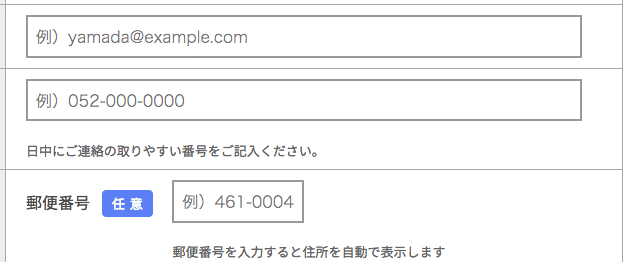 例）yamada@example.com
例）052-000-0000
日中にご連絡の取りやすい番号をご記入ください。
郵便番号 任意 例）461-0004
郵便番号を入力すると住所を自動で表示します